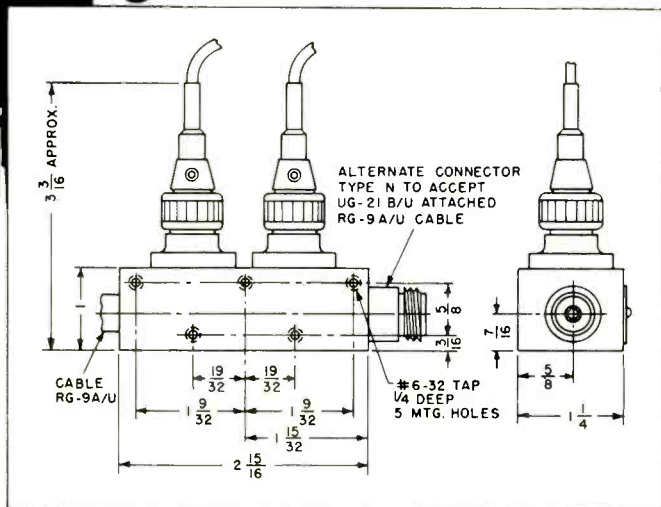 3 3/16 APPROX.
ALTERNATE CONNECTOR
TYPE N TO ACCEPT
UG-21 B/U ATTACHED
RG-9 A/U CABLE
1
5/8
3/16
7/16
CABLE
RG-9A/U
19/32
19/32
#6-32 TAP
1/4 DEEP
5 MTG. HOLES
5/8
1 9/32
1 9/32
1 1/4
1 15/32
2 15/16